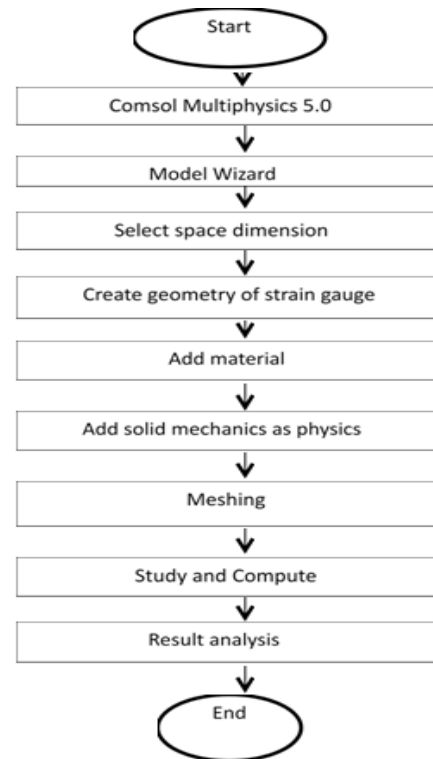 Start
Comsol Multiphysics 5.0
Model Wizard
Select space dimension
Create geometry of strain gauge
Add material
Add solid mechanics as physics
Meshing
Study and Compute
Result analysis
End